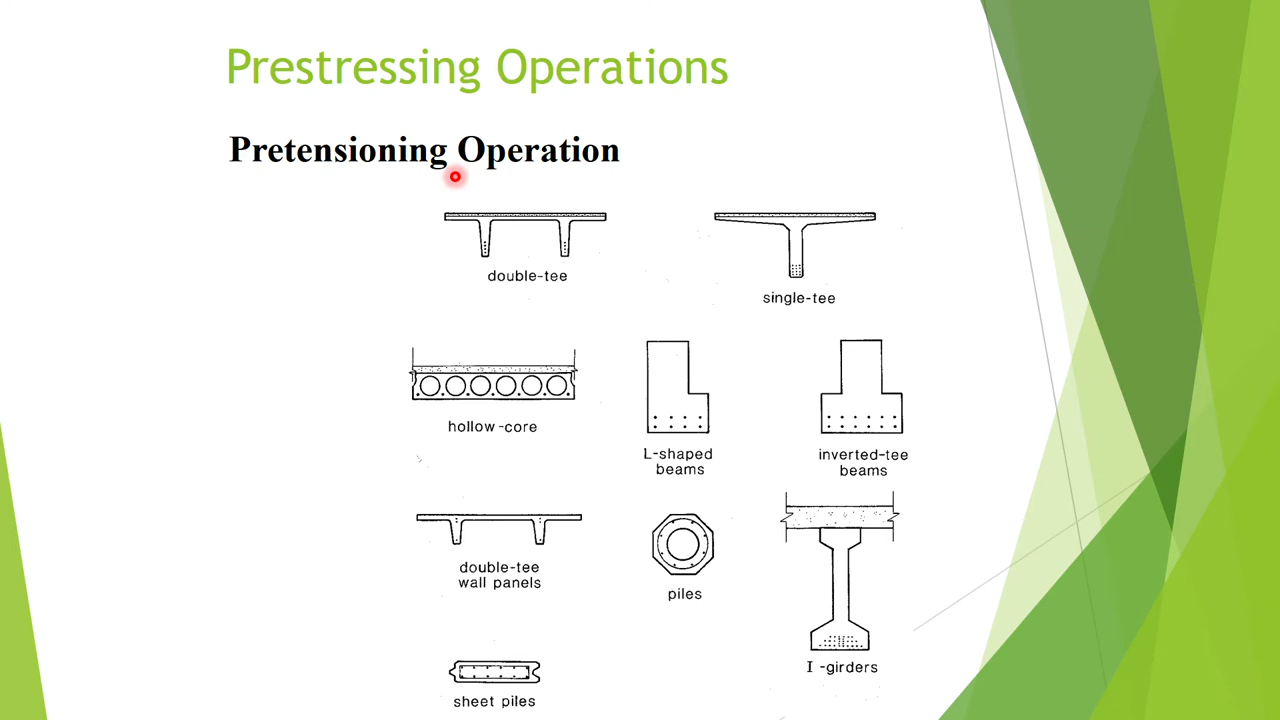 Prestressing Operations
Pretensioning Operation
double-tee
single-tee
hollow-core
L-shaped
beams
inverted-tee
beams
double-tee
wall panels
piles
I-girders
sheet piles